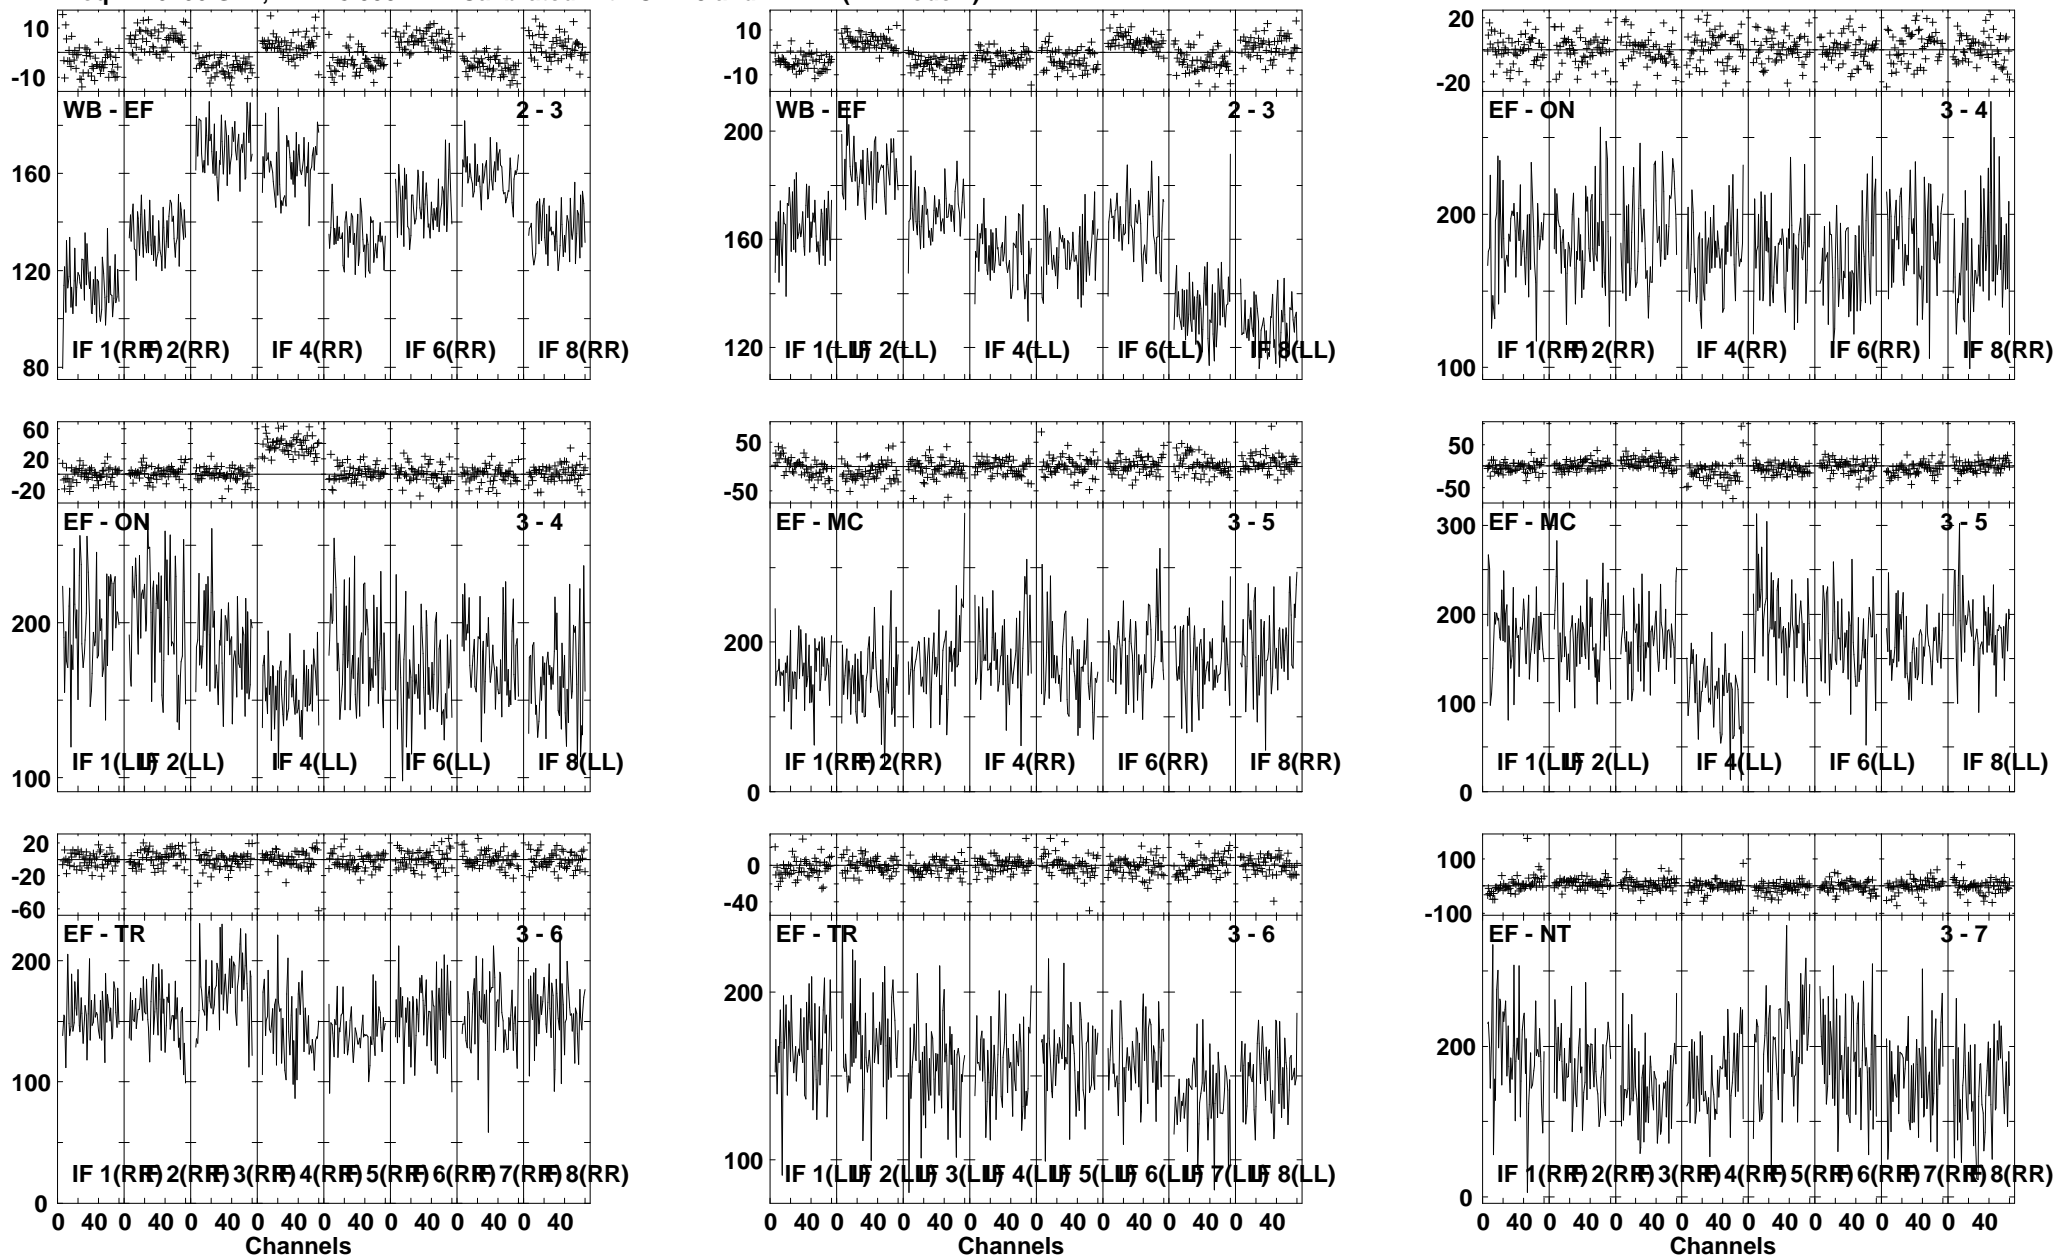 10
-10
WB - EF 2 - 3
160
120
80
IF 1(RR) IF 2(RR) IF 4(RR) IF 6(RR) IF 8(RR)
10
-10
WB - EF 2 - 3
200
160
120
IF 1(LL) IF 2(LL) IF 4(LL) IF 6(LL) IF 8(LL)
20
0
-20
EF - ON 3 - 4
200
100
IF 1(RR) IF 2(RR) IF 4(RR) IF 6(RR) IF 8(RR)
60
20
-20
EF - ON 3 - 4
200
100
IF 1(LL) IF 2(LL) IF 4(LL) IF 6(LL) IF 8(LL)
50
-50
EF - MC 3 - 5
200
0
IF 1(RR) IF 2(RR) IF 4(RR) IF 6(RR) IF 8(RR)
50
-50
EF - MC 3 - 5
300
200
100
0
IF 1(LL) IF 2(LL) IF 4(LL) IF 6(LL) IF 8(LL)
20
-20
-60
EF - TR 3 - 6
200
100
0
IF 1(RR) IF 2(RR) IF 3(RR) IF 4(RR) IF 5(RR) IF 6(RR) IF 7(RR) IF 8(RR)
0 40 0 40 0 40 0 40 0 40 0 40 0 40 0 40
Channels
0
-40
EF - TR 3 - 6
200
100
IF 1(LL) IF 2(LL) IF 3(LL) IF 4(LL) IF 5(LL) IF 6(LL) IF 7(LL) IF 8(LL)
0 40 0 40 0 40 0 40 0 40 0 40 0 40 0 40
Channels
100
-100
EF - NT 3 - 7
200
0
IF 1(RR) IF 2(RR) IF 3(RR) IF 4(RR) IF 5(RR) IF 6(RR) IF 7(RR) IF 8(RR)
0 40 0 40 0 40 0 40 0 40 0 40 0 40 0 40
Channels